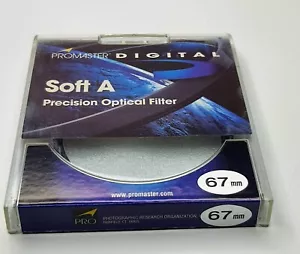 PROMASTER DIGITAL
Soft A
Precision Optical Filter
www.promaster.com
67mm
PRO
PHOTOGRAPHIC RESEARCH ORGANIZATION
67mm